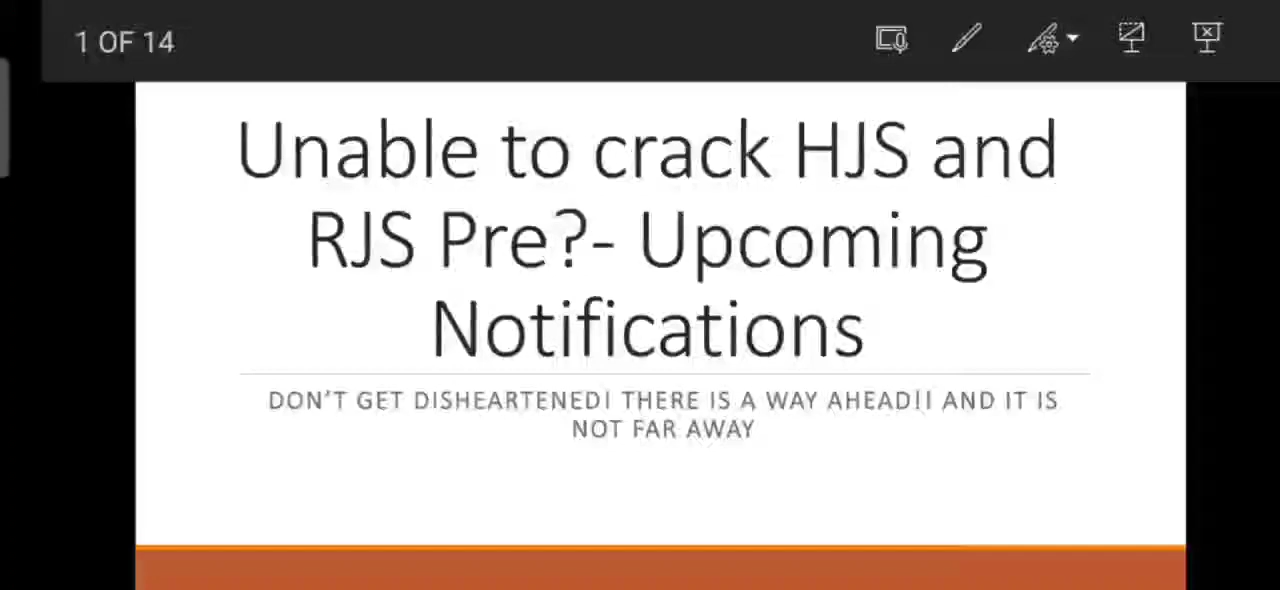 1 OF 14
Unable to crack HJS and
RJS Pre?- Upcoming
Notifications
DON'T GET DISHEARTENED! THERE IS A WAY AHEAD!! AND IT IS
NOT FAR AWAY